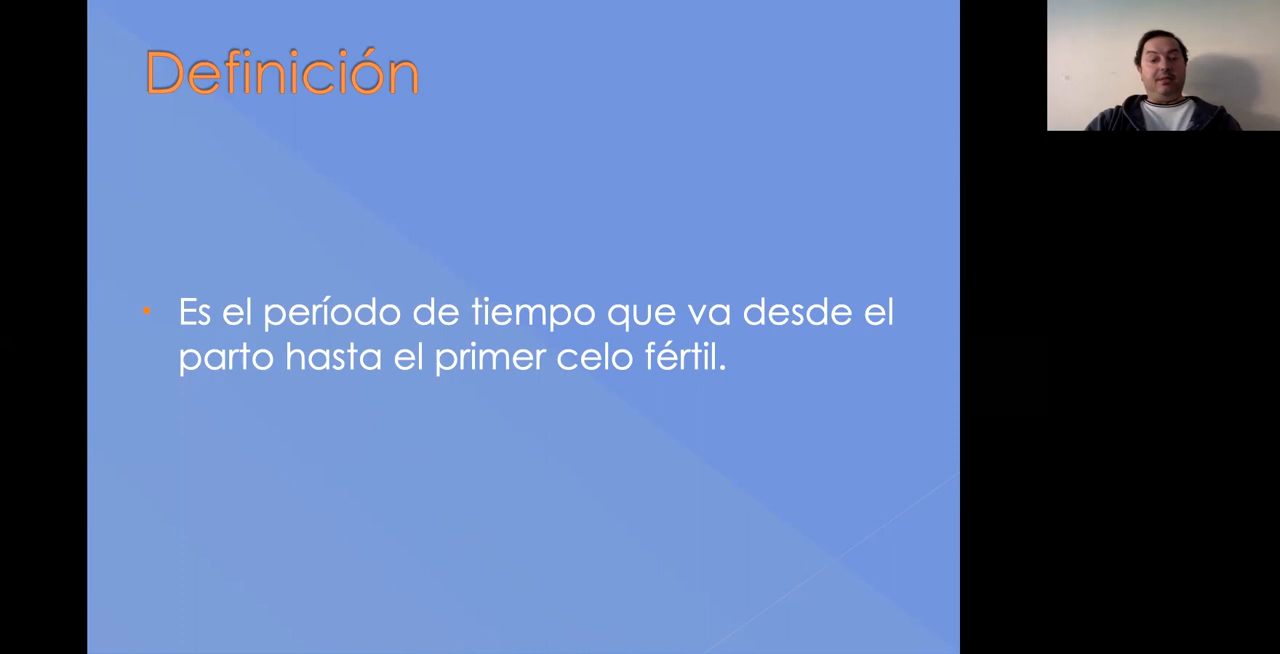 Definición
Es el período de tiempo que va desde el
parto hasta el primer celo fértil.